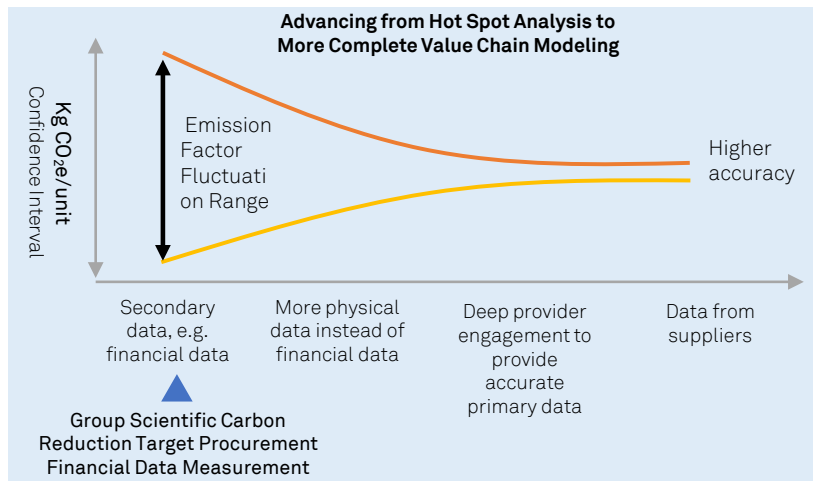 Advancing from Hot Spot Analysis to
More Complete Value Chain Modeling
Kg CO₂e/unit
Confidence Interval
Emission
Factor
Fluctuati
on Range
Higher
accuracy
Secondary
data, e.g.
financial data
More physical
data instead of
financial data
Deep provider
engagement to
provide
accurate
primary data
Data from
suppliers
Group Scientific Carbon
Reduction Target Procurement
Financial Data Measurement